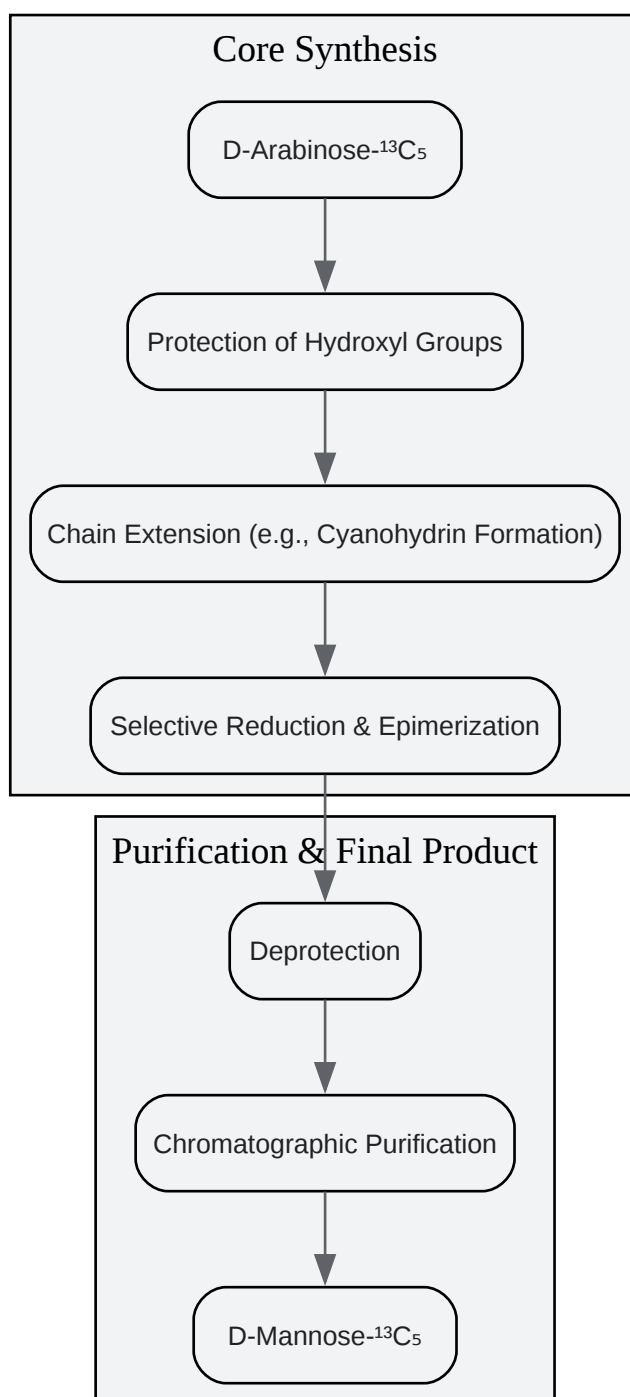 Core Synthesis
D-Arabinose-¹³C₅
Protection of Hydroxyl Groups
Chain Extension (e.g., Cyanohydrin Formation)
Selective Reduction & Epimerization
Purification & Final Product
Deprotection
Chromatographic Purification
D-Mannose-¹³C₅